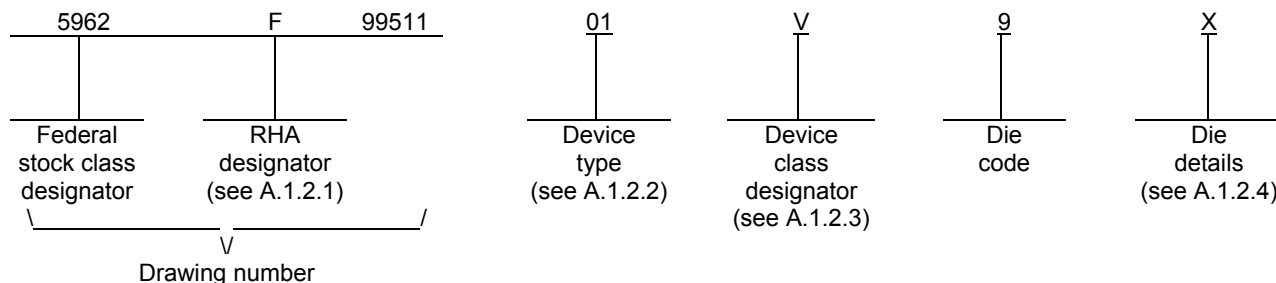 5962 F 99511 01 V 9 X
Federal RHA Device Device Die Die
stock class designator type class code details
designator (see A.1.2.1) (see A.1.2.2) designator (see A.1.2.4)
(see A.1.2.3)
\ /
\/
Drawing number